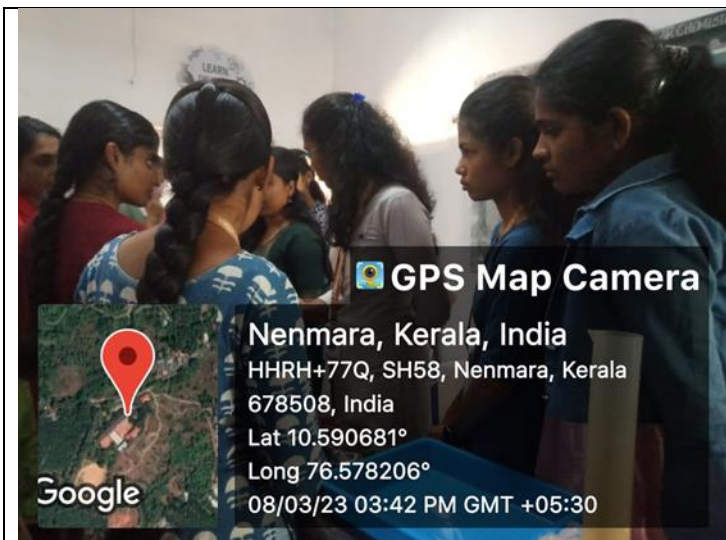 LEARN
GPS Map Camera
Nenmara, Kerala, India
HHRH+77Q, SH58, Nenmara, Kerala
678508, India
Lat 10.590681°
Long 76.578206°
08/03/23 03:42 PM GMT +05:30
Google